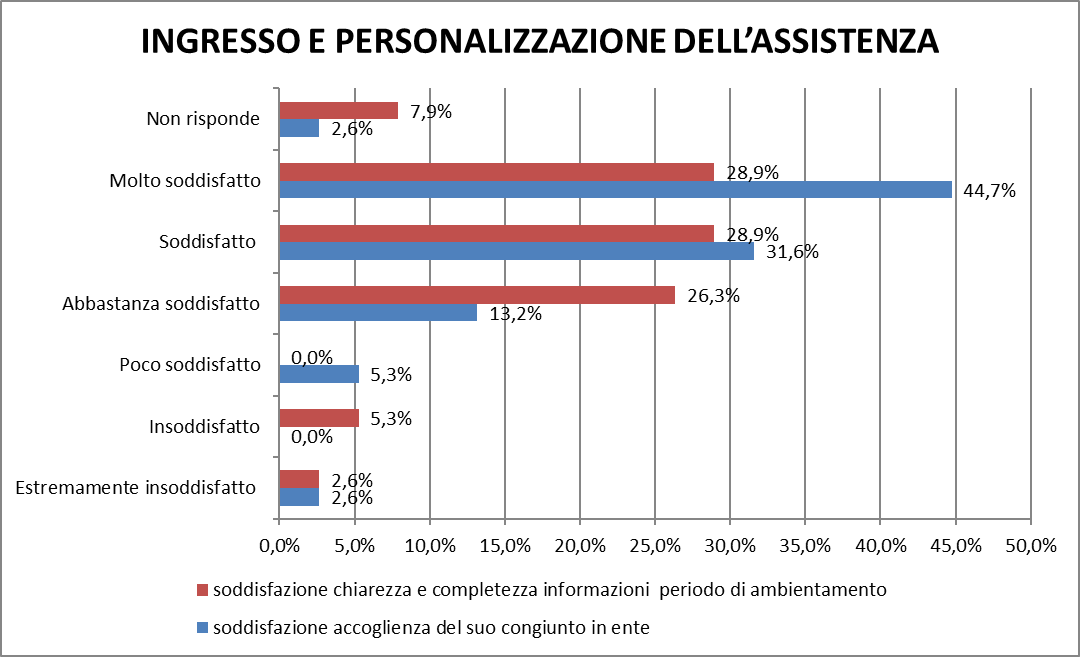 INGRESSO E PERSONALIZZAZIONE DELL'ASSISTENZA
Non risponde
7,9%
2,6%
Molto soddisfatto
28,9%
44,7%
Soddisfatto
28,9%
31,6%
Abbastanza soddisfatto
26,3%
13,2%
Poco soddisfatto
0,0%
5,3%
Insoddisfatto
5,3%
0,0%
Estremamente insoddisfatto
2,6%
2,6%
0,0% 5,0% 10,0% 15,0% 20,0% 25,0% 30,0% 35,0% 40,0% 45,0% 50,0%
soddisfazione chiarezza e completezza informazioni  periodo di ambientamento
soddisfazione accoglienza del suo congiunto in ente